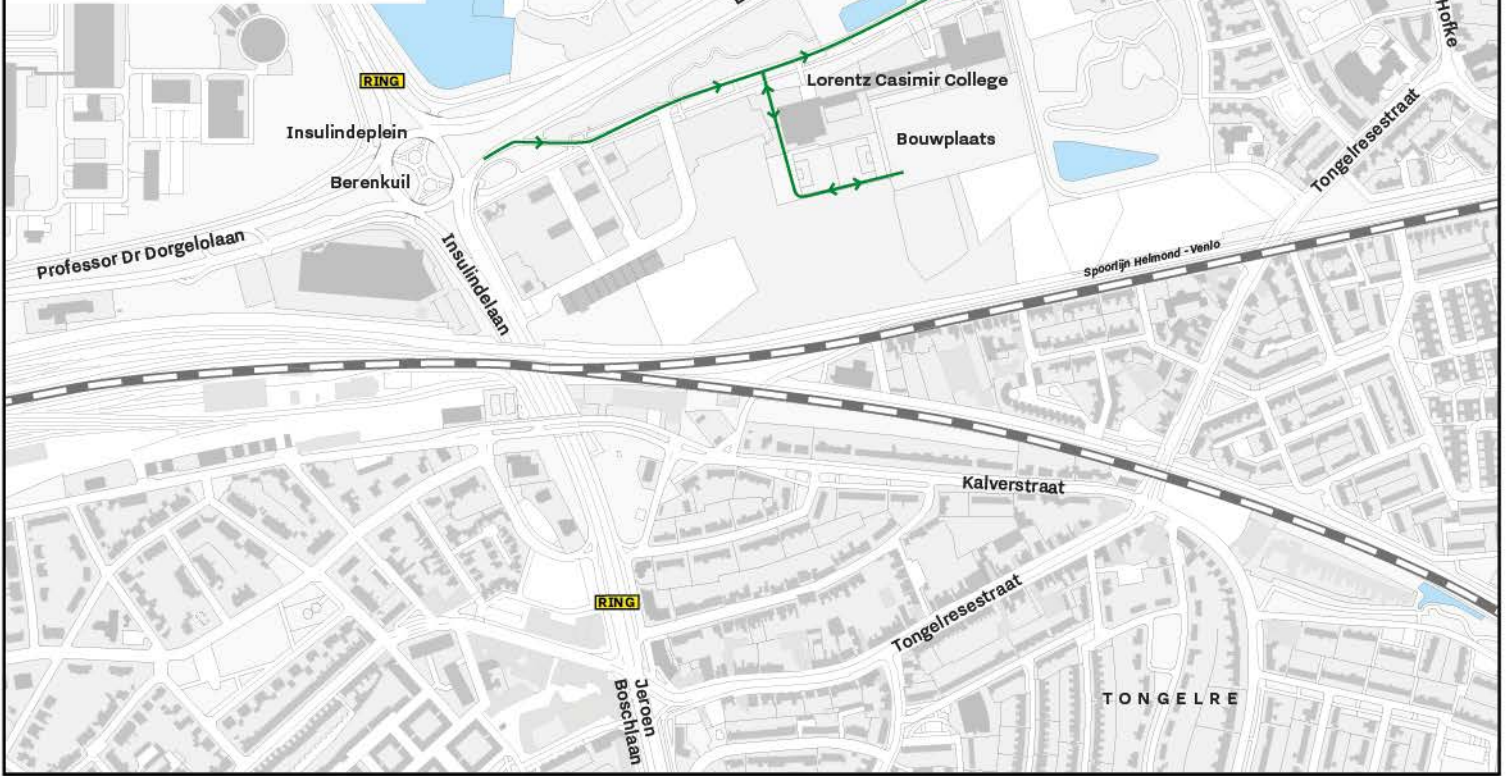 Hofke
RING
Lorentz Casimir College
Insulindeplein
Bouwplaats
Tongelresestraat
Berenkuil
Professor Dr Dorgelolaan
Insulindelaan
Spoorlijn Helmond - Venlo
Kalverstraat
RING
Tongelresestraat
Jeroen
Boschlaan
TONGELRE